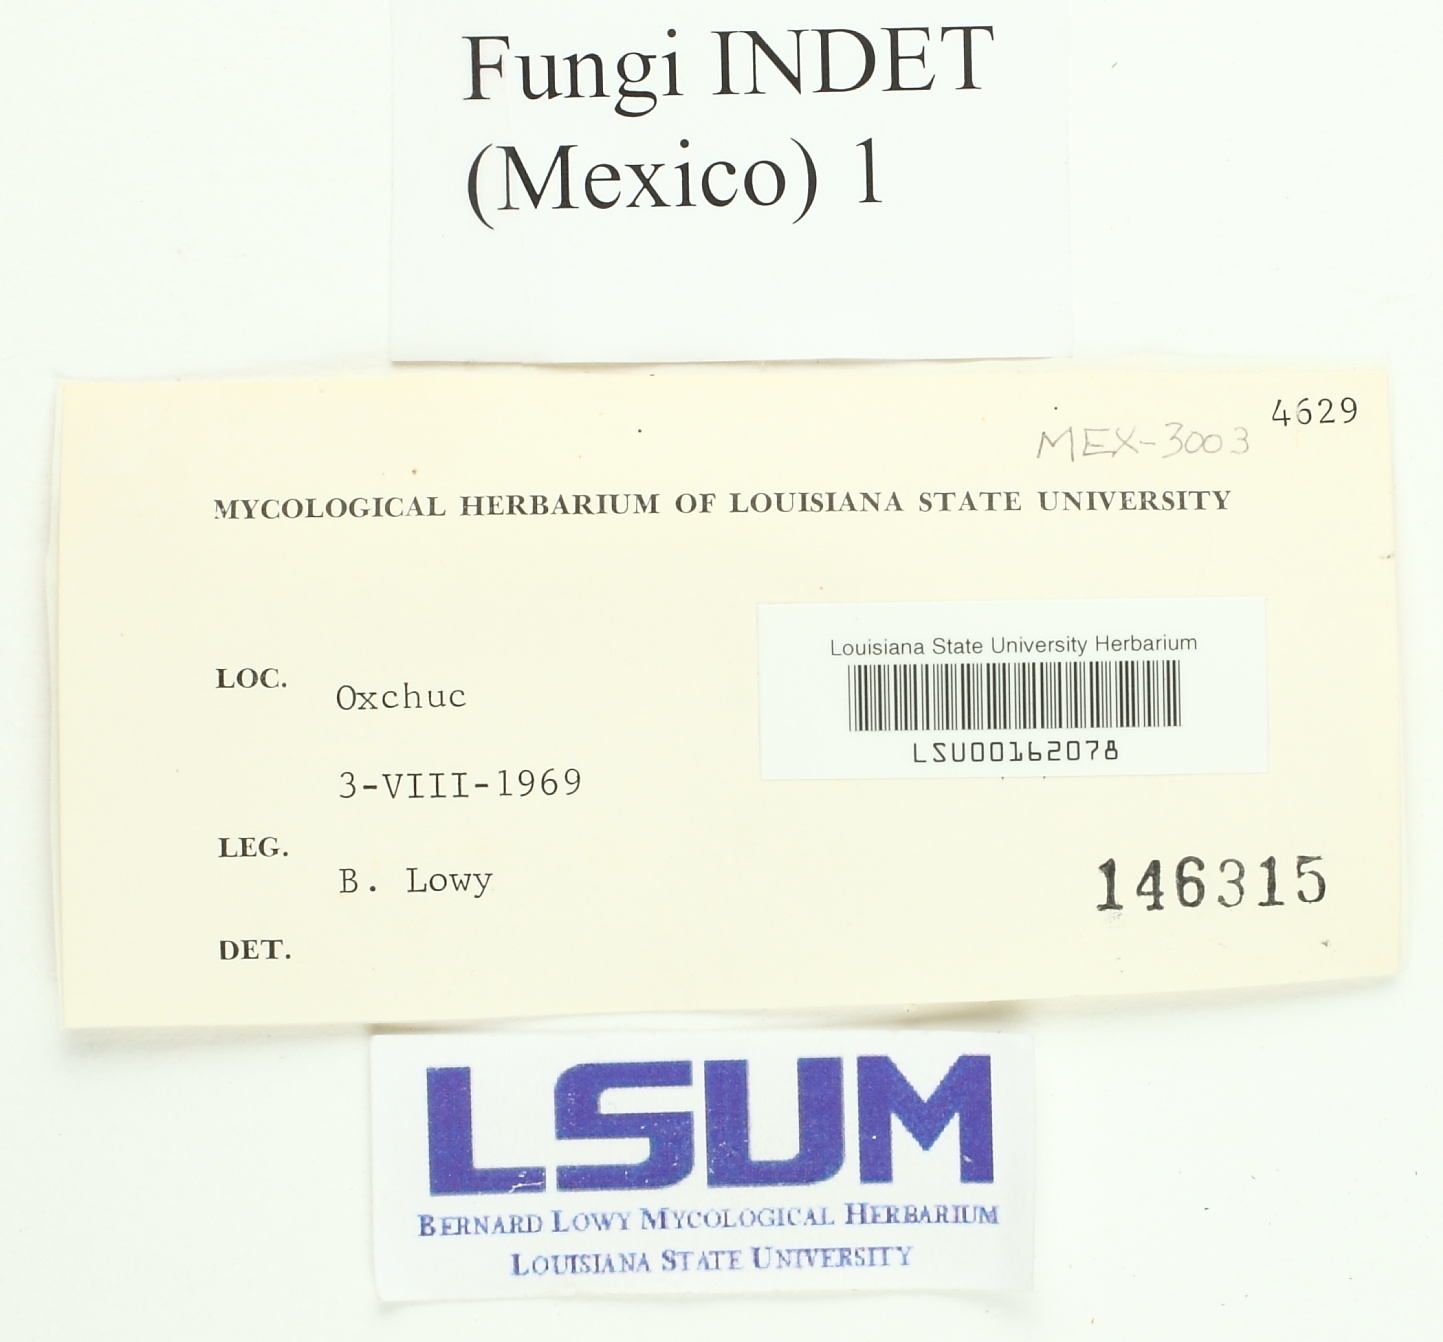 Fungi INDET
(Mexico) 1
4629
MEX-3003
MYCOLOGICAL HERBARIUM OF LOUISIANA STATE UNIVERSITY
Louisiana State University Herbarium
LSU00162078
LOC. Oxchuc
3-VIII-1969
LEG. B. Lowy
146315
DET.
LSUM
BERNARD LOWY MYCOLOGICAL HERBARIUM
LOUISIANA STATE UNIVERSITY